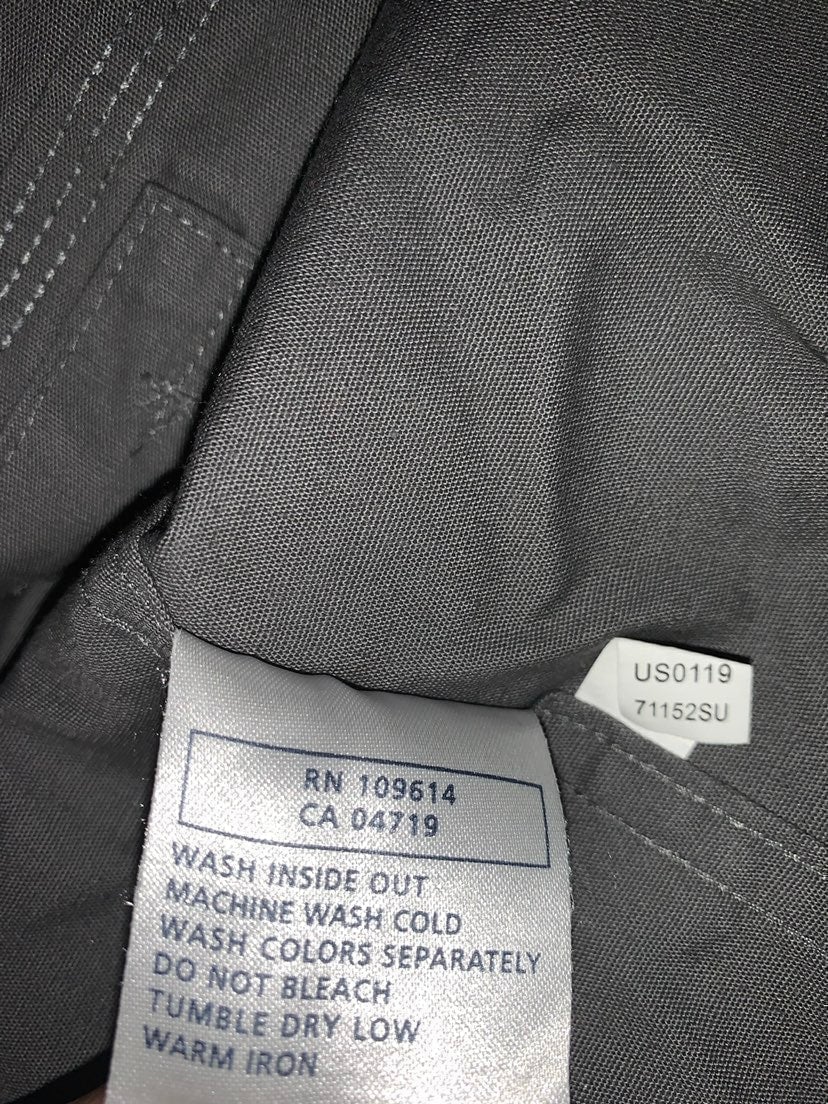 US0119
71152SU
RN 109614
CA 04719
WASH INSIDE OUT
MACHINE WASH COLD
WASH COLORS SEPARATELY
DO NOT BLEACH
TUMBLE DRY LOW
WARM IRON